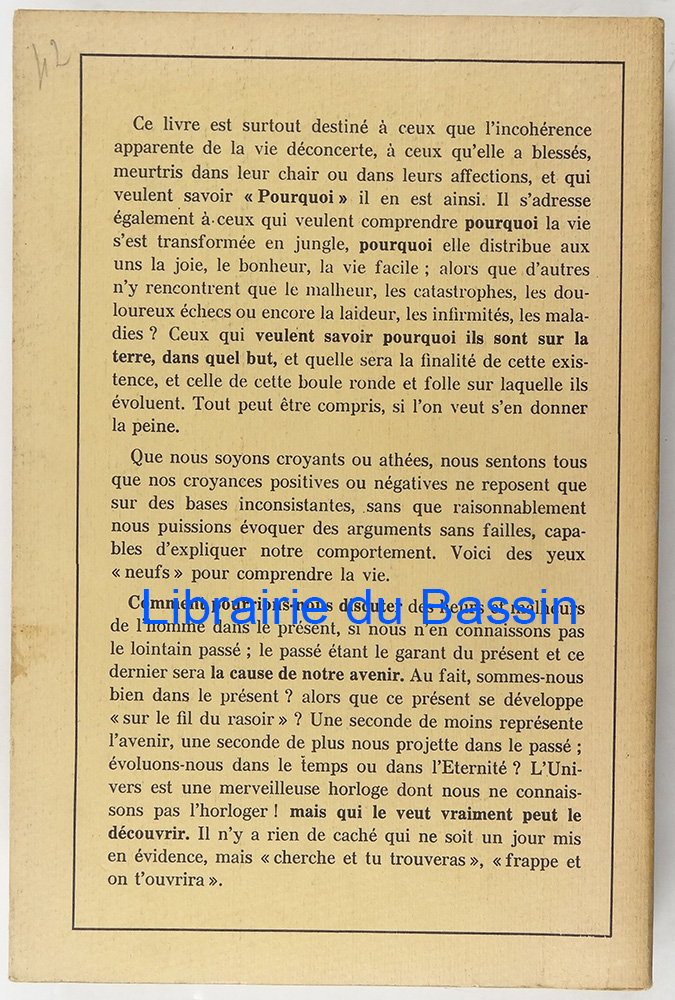 42
Ce livre est surtout destiné à ceux que l'incohérence
apparente de la vie déconcerte, à ceux qu'elle a blessés,
meurtris dans leur chair ou dans leurs affections, et qui
veulent savoir « Pourquoi » il en est ainsi. Il s'adresse
également à ceux qui veulent comprendre pourquoi la vie
s'est transformée en jungle, pourquoi elle distribue aux
uns la joie, le bonheur, la vie facile ; alors que d'autres
n'y rencontrent que le malheur, les catastrophes, les dou-
loureux échecs ou encore la laideur, les infirmités, les mala-
dies ? Ceux qui veulent savoir pourquoi ils sont sur la
terre, dans quel but, et quelle sera la finalité de cette exis-
tence, et celle de cette boule ronde et folle sur laquelle ils
évoluent. Tout peut être compris, si l'on veut s'en donner
la peine.
Que nous soyons croyants ou athées, nous sentons tous
que nos croyances positives ou négatives ne reposent que
sur des bases inconsistantes, sans que raisonnablement
nous puissions évoquer des arguments sans failles, capa-
bles d'expliquer notre comportement. Voici des yeux
« neufs » pour comprendre la vie.
Comment pourrions-nous discuter des heurs et malheurs
Librairie du Bassin
de l'homme dans le présent, si nous n'en connaissons pas
le lointain passé ; le passé étant le garant du présent et ce
dernier sera la cause de notre avenir. Au fait, sommes-nous
bien dans le présent ? alors que ce présent se développe
« sur le fil du rasoir » ? Une seconde de moins représente
l'avenir, une seconde de plus nous projette dans le passé ;
évoluons-nous dans le temps ou dans l'Eternité ? L'Uni-
vers est une merveilleuse horloge dont nous ne connais-
sons pas l'horloger ! mais qui le veut vraiment peut le
découvrir. Il n'y a rien de caché qui ne soit un jour mis
en évidence, mais « cherche et tu trouveras », « frappe et
on t'ouvrira ».